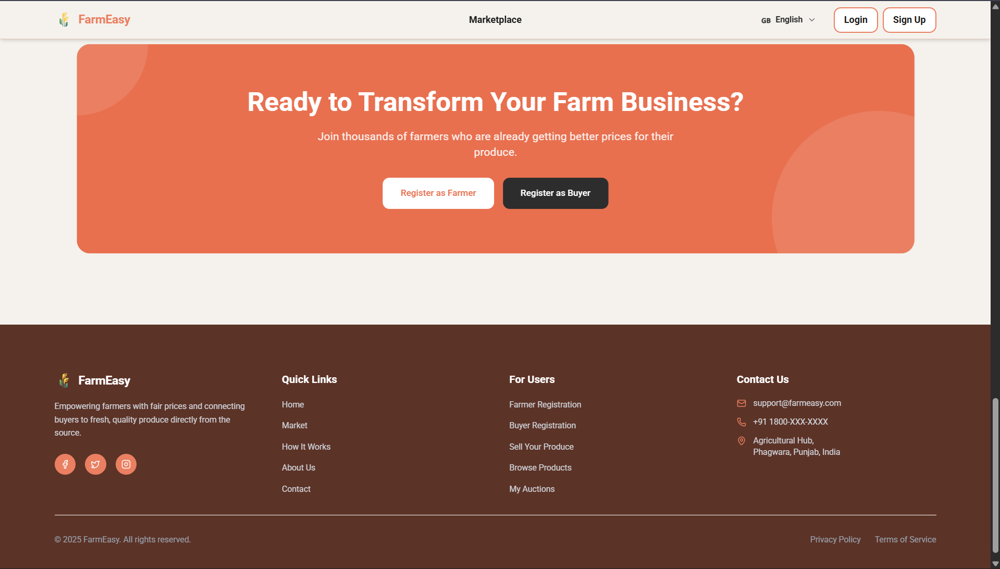 FarmEasy
Marketplace
GB English
Login
Sign Up
Ready to Transform Your Farm Business?
Join thousands of farmers who are already getting better prices for their
produce.
Register as Farmer
Register as Buyer
FarmEasy
Empowering farmers with fair prices and connecting
buyers to fresh, quality produce directly from the
source.
Quick Links
Home
Market
How It Works
About Us
Contact
For Users
Farmer Registration
Buyer Registration
Sell Your Produce
Browse Products
My Auctions
Contact Us
support@farmeasy.com
+91 1800-XXX-XXXX
Agricultural Hub,
Phagwara, Punjab, India
© 2025 FarmEasy. All rights reserved.
Privacy Policy
Terms of Service